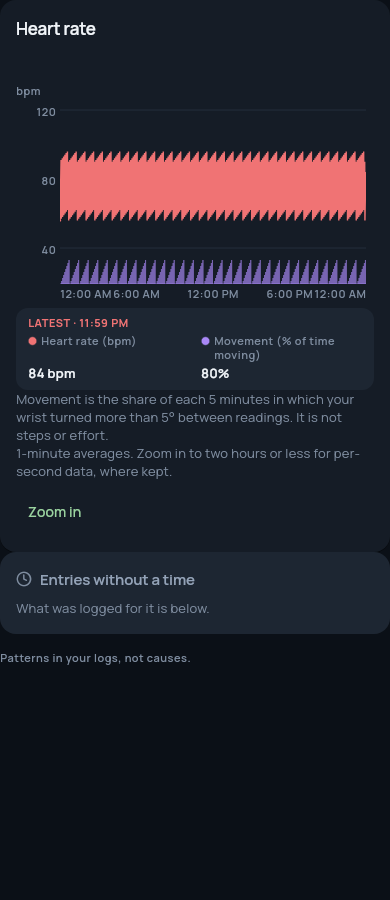 Heart rate
bpm
120
80
40
12:00 AM 6:00 AM 12:00 PM 6:00 PM 12:00 AM
LATEST · 11:59 PM
Heart rate (bpm)
84 bpm
Movement (% of time
moving)
80%
Movement is the share of each 5 minutes in which your
wrist turned more than 5° between readings. It is not
steps or effort.
1-minute averages. Zoom in to two hours or less for per-
second data, where kept.
Zoom in
Entries without a time
What was logged for it is below.
Patterns in your logs, not causes.